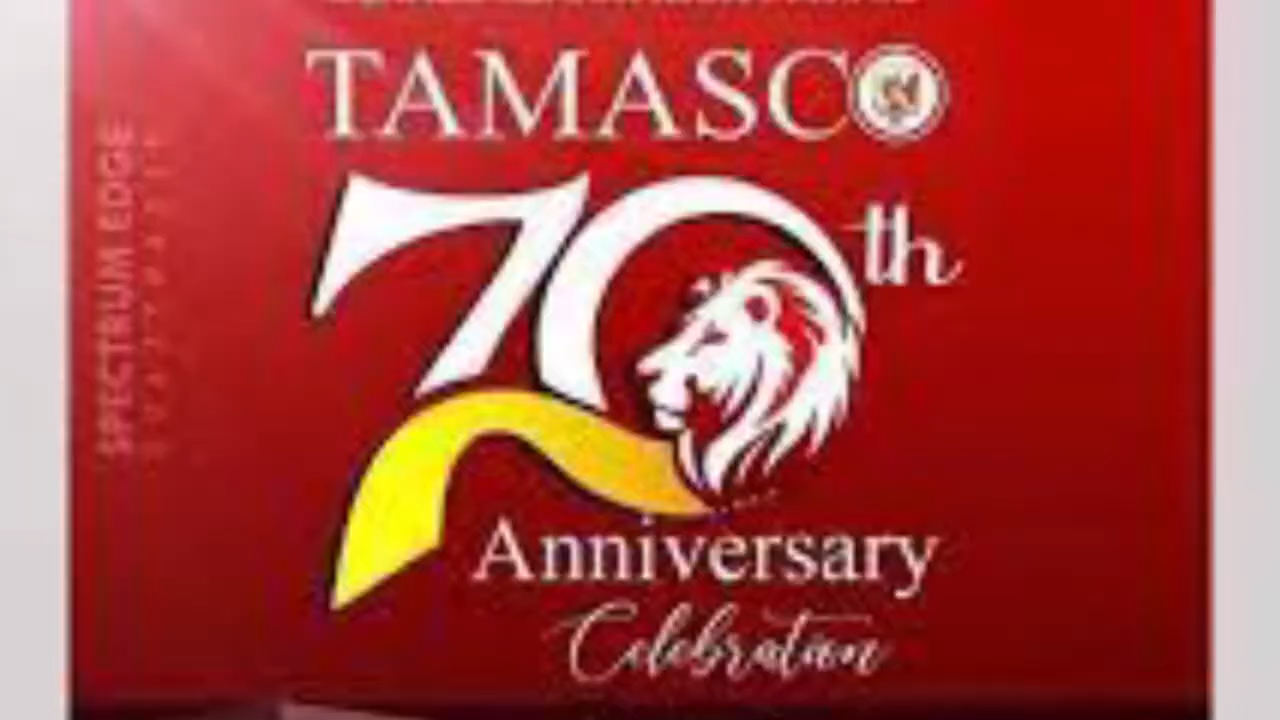 TAMASCO
70th
Anniversary
Celebration
SPECTRUM EDGE